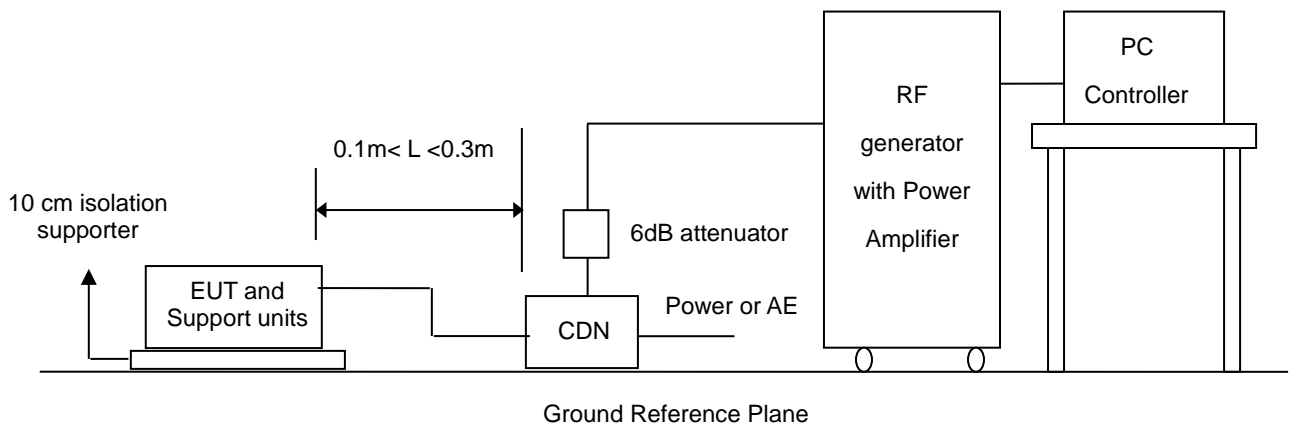 10 cm isolation
supporter
0.1m< L <0.3m
EUT and
Support units
6dB attenuator
CDN
Power or AE
RF
generator
with Power
Amplifier
PC
Controller
Ground Reference Plane